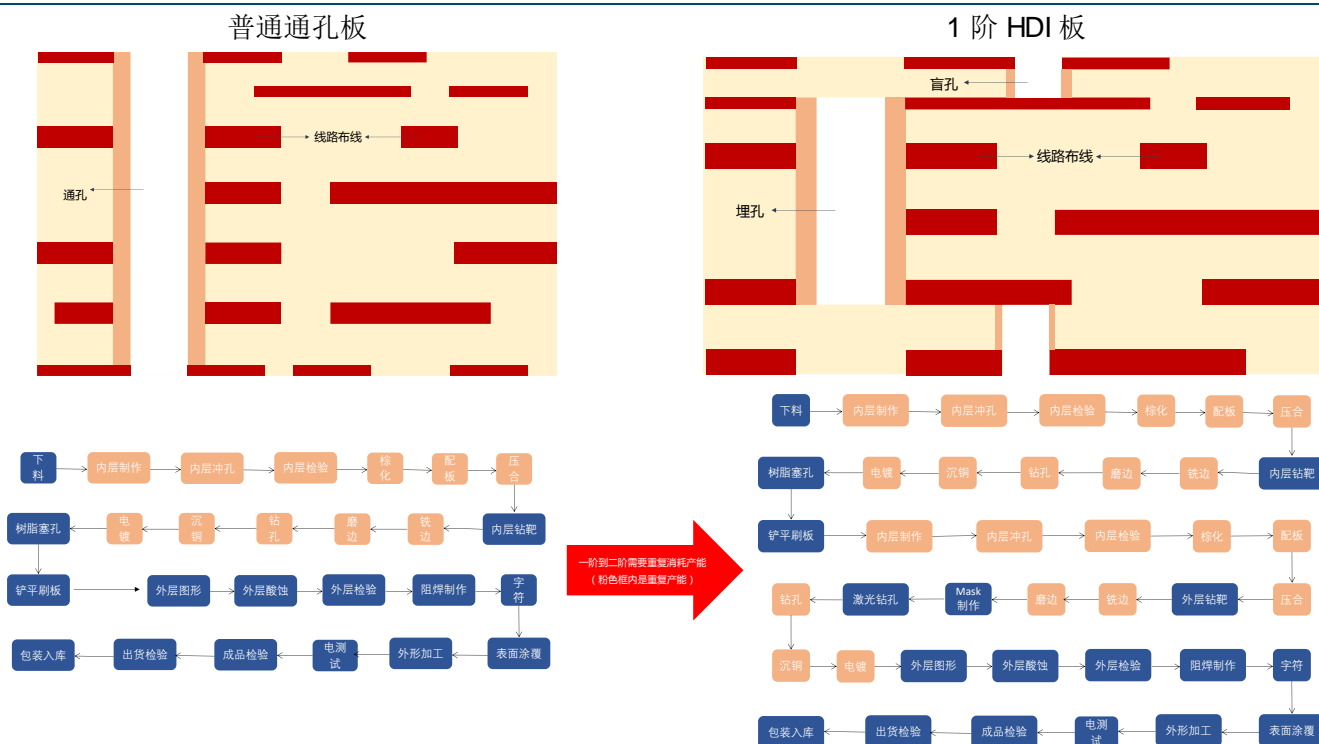 普通通孔板
通孔
线路布线
下
料
内层制作
内层冲孔
内层检验
棕
化
配
板
压
合
树脂塞孔
电
镀
沉
铜
钻
孔
磨
边
铣
边
内层钻靶
铲平刷板
外层图形
外层酸蚀
外层检验
阻焊制作
字
符
包装入库
出货检验
成品检验
电测
试
外形加工
表面涂覆
一阶到二阶需要重复消耗产能
（粉色框内是重复产能）
1 阶 HDI 板
盲孔
线路布线
埋孔
下料
内层制作
内层冲孔
内层检验
棕化
配板
压合
树脂塞孔
电镀
沉铜
钻孔
磨边
铣边
内层钻靶
铲平刷板
内层制作
内层冲孔
内层检验
棕化
配板
钻孔
激光钻孔
Mask
制作
磨边
铣边
外层钻靶
压合
沉铜
电镀
外层图形
外层酸蚀
外层检验
阻焊制作
字符
包装入库
出货检验
成品检验
电测
试
外形加工
表面涂覆